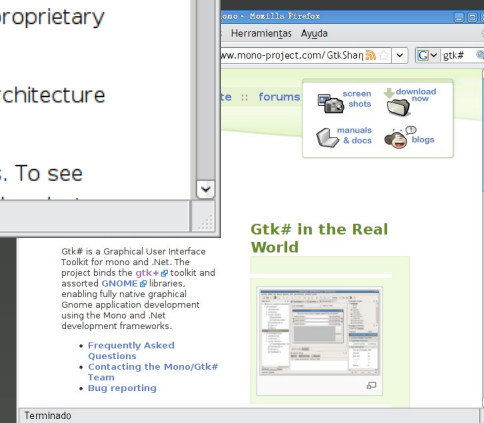 proprietary
rchitecture
s. To see
ono - Mozilla Firefox
Herramientas Ayuda
ww.mono-project.com/GtkSharp
gtk#
te :: forums
screen shots
download now
manuals & docs
blogs
Gtk# in the Real
World
Gtk# is a Graphical User Interface
Toolkit for mono and .Net. The
project binds the gtk+ toolkit and
assorted GNOME libraries,
enabling fully native graphical
Gnome application development
using the Mono and .Net
development frameworks.
Frequently Asked
Questions
Contacting the Mono/Gtk#
Team
Bug reporting
Terminado